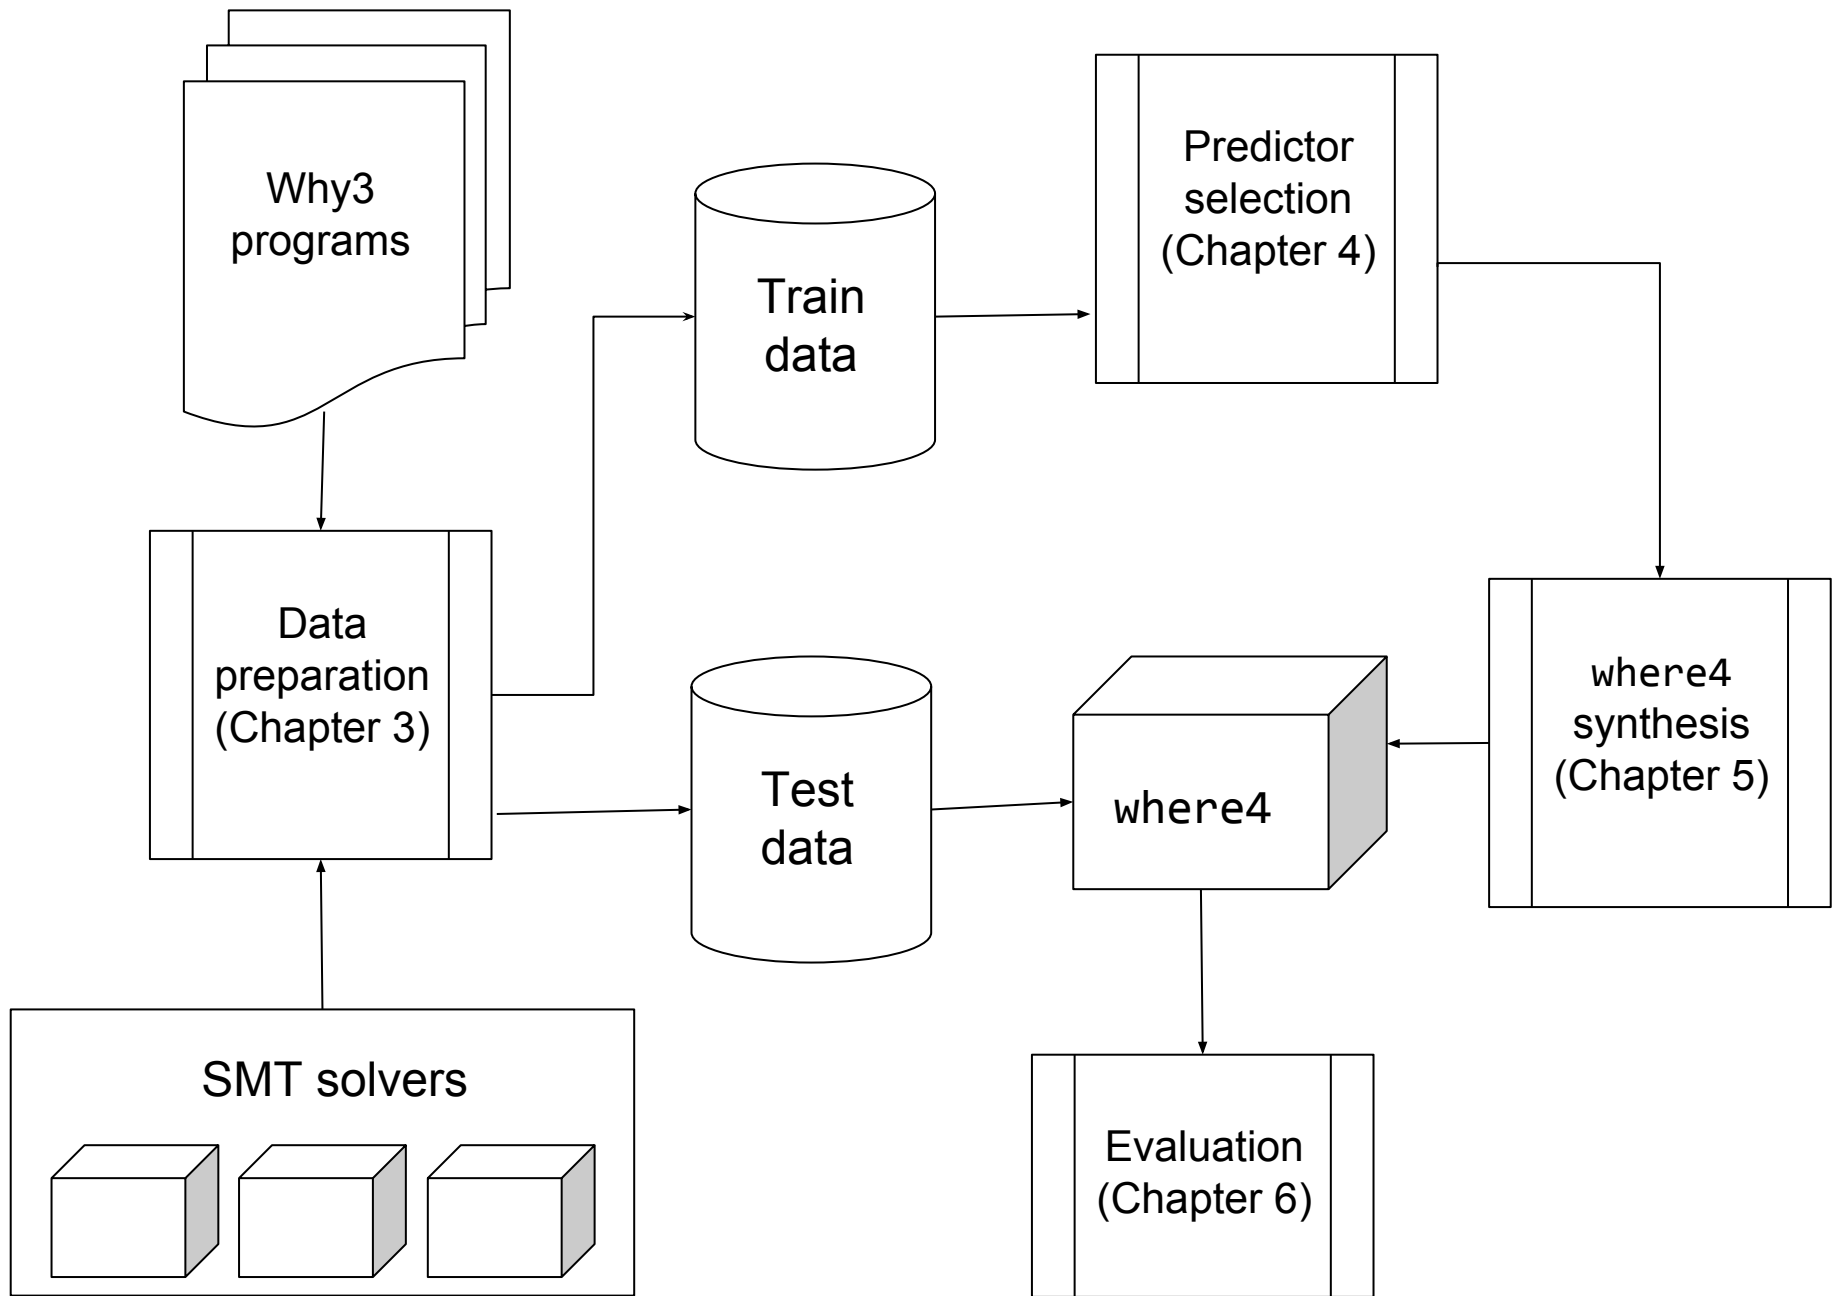 Why3
programs
Train
data
Predictor
selection
(Chapter 4)
Data
preparation
(Chapter 3)
Test
data
where4
where4
synthesis
(Chapter 5)
SMT solvers
Evaluation
(Chapter 6)